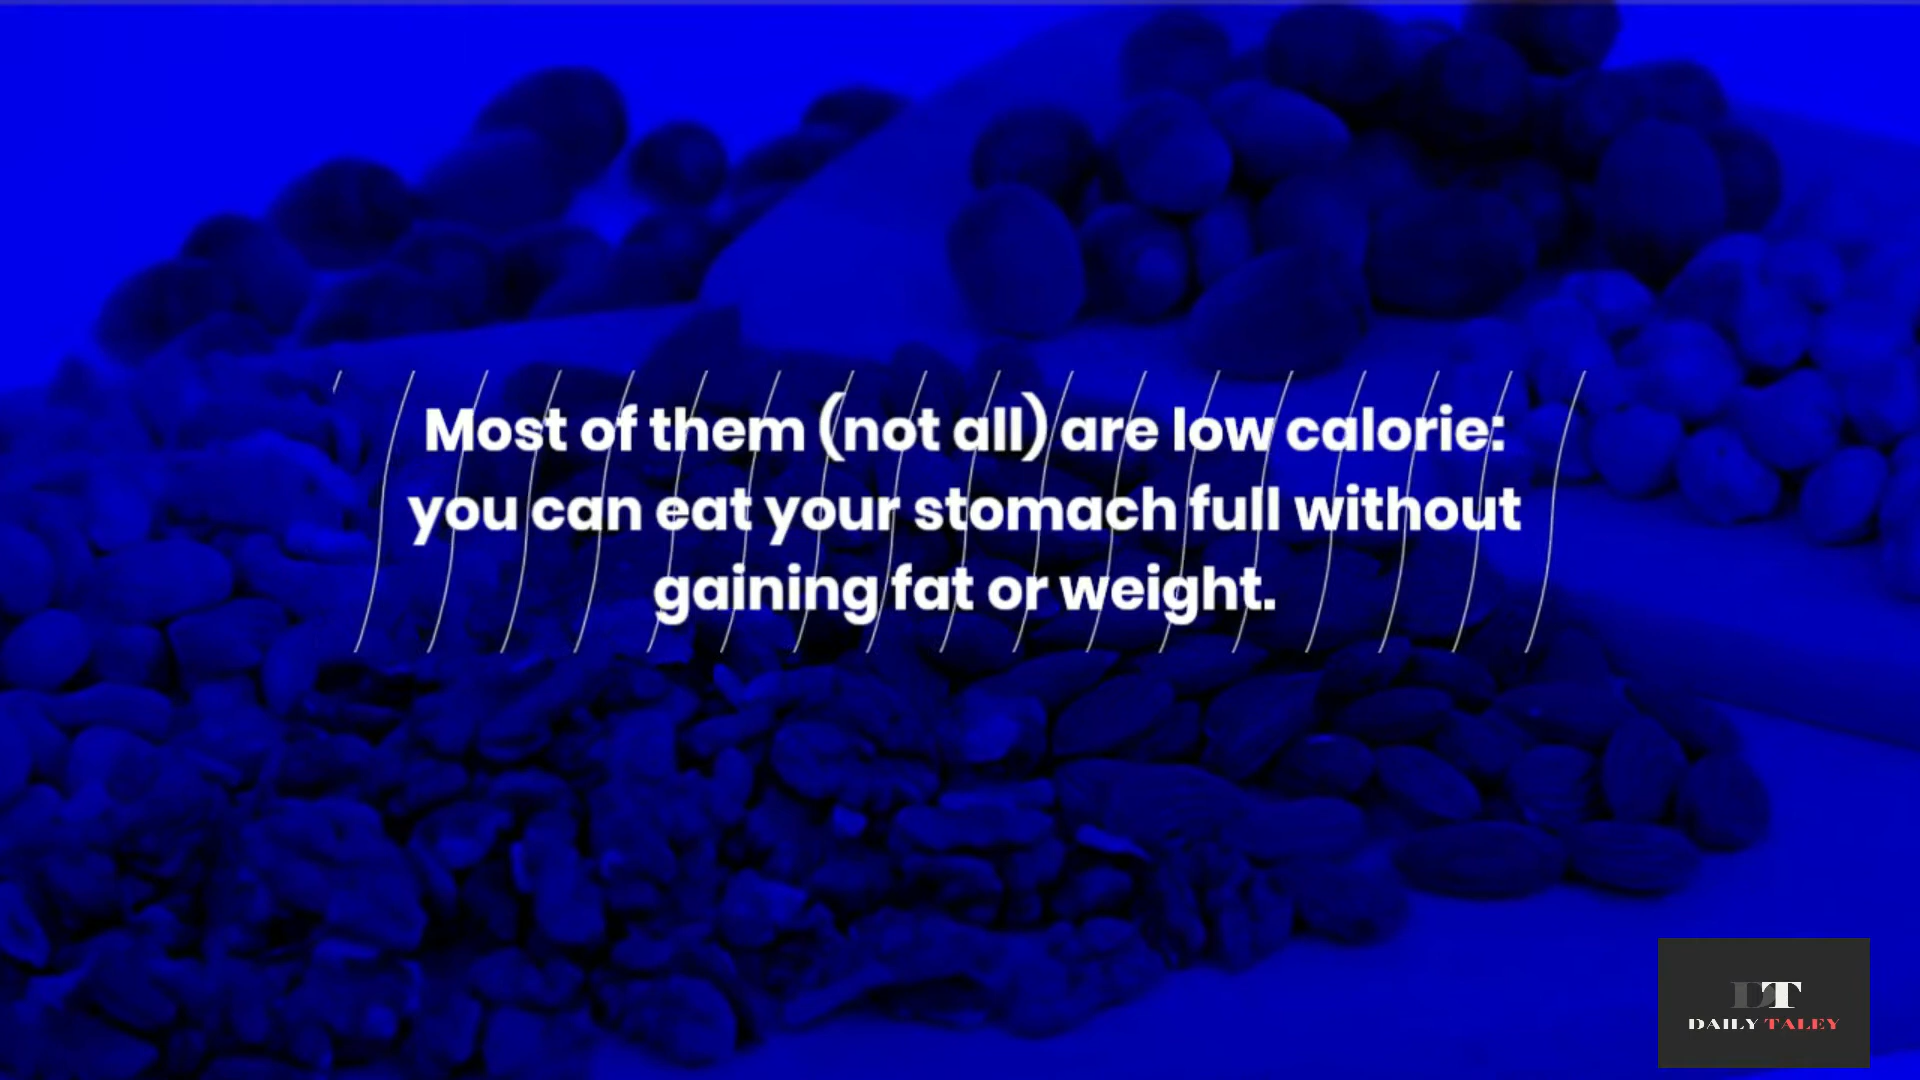 Most of them (not all) are low calorie:
you can eat your stomach full without
gaining fat or weight.
DT
DAILY TALEY